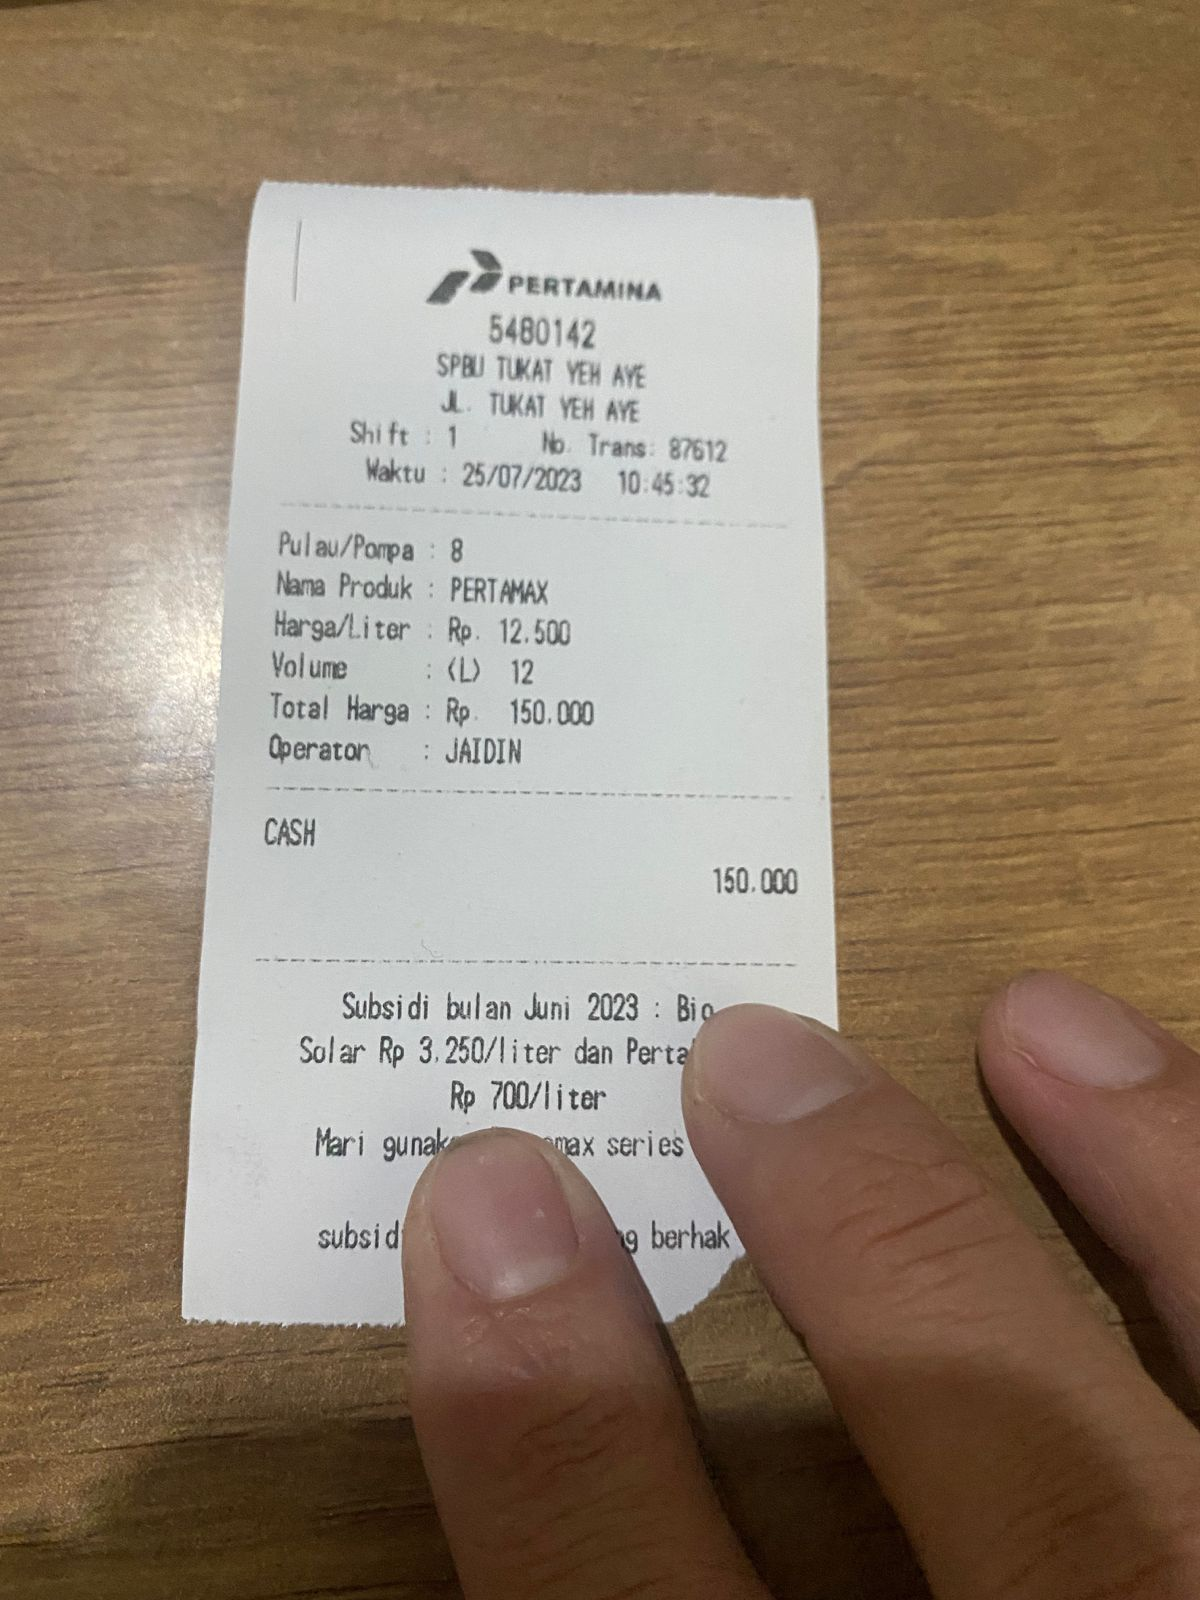 PERTAMINA
5480142
SPBU TUKAT YEH AYE
JL. TUKAT YEH AYE
Shift : 1 No. Trans: 87612
Waktu : 25/07/2023 10:45:32
Pulau/Pompa : 8
Nama Produk : PERTAMAX
Harga/Liter : Rp. 12.500
Volume : (L) 12
Total Harga : Rp. 150.000
Operator : JAIDIN
CASH
150.000
Subsidi bulan Juni 2023 : Bio
Solar Rp 3,250/liter dan
Rp 700/liter
Mari series
berhak